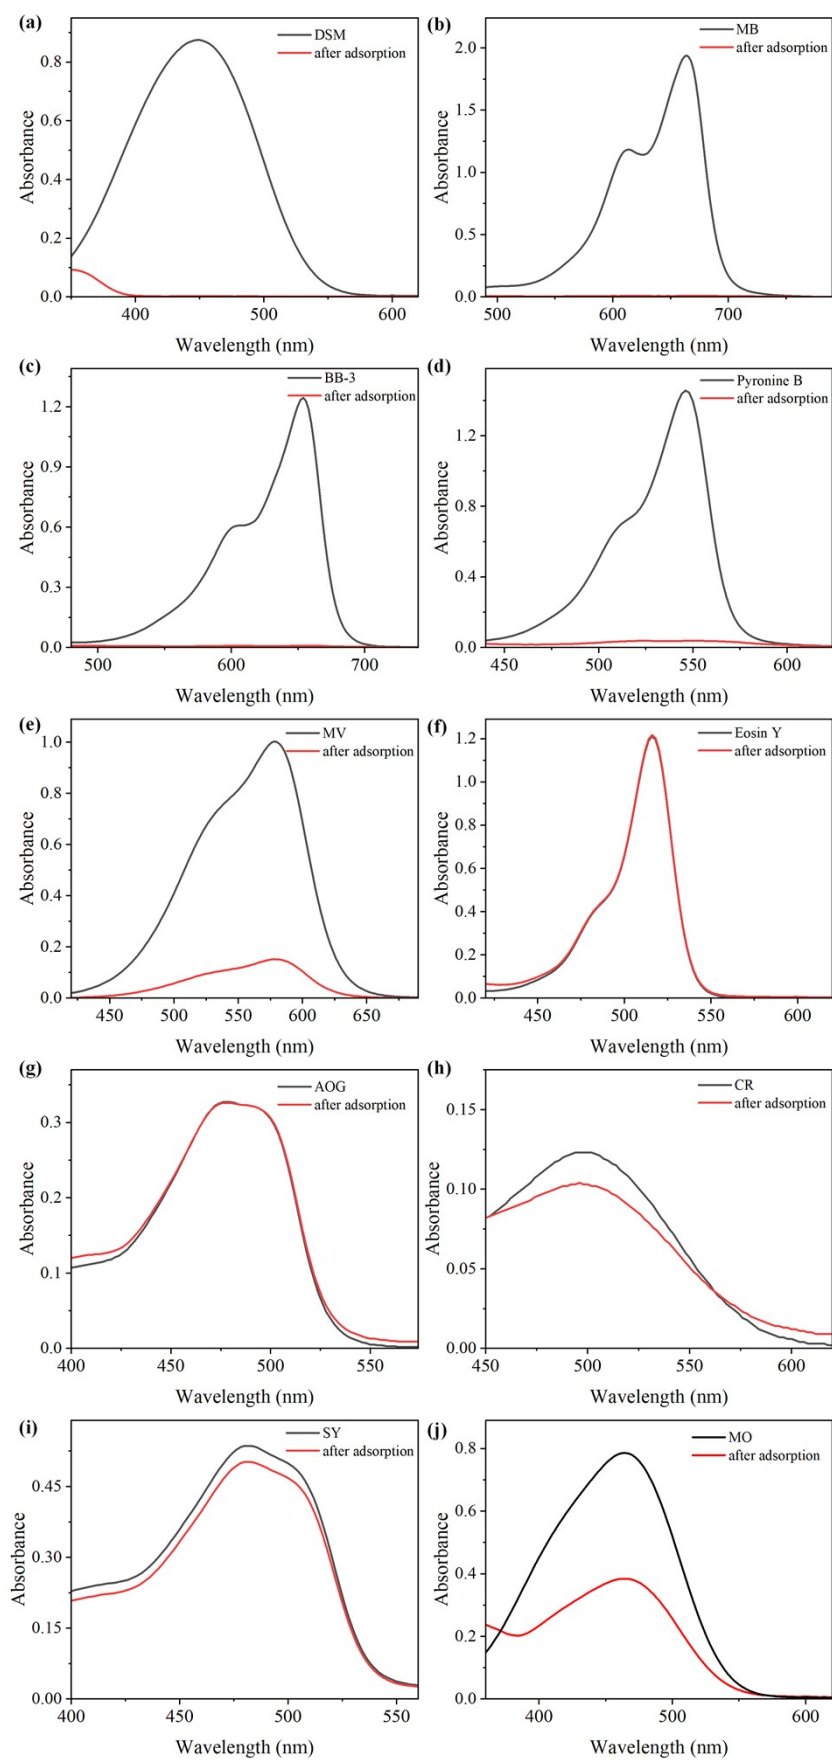 (a)
DSM
after adsorption
0.8
0.6
0.4
0.2
0.0
400
500
600
Absorbance
Wavelength (nm)
(b)
MB
after adsorption
2.0
1.5
1.0
0.5
0.0
500
600
700
Absorbance
Wavelength (nm)
(c)
BB-3
after adsorption
1.2
0.9
0.6
0.3
0.0
500
600
700
Absorbance
Wavelength (nm)
(d)
Pyronine B
after adsorption
1.2
0.8
0.4
0.0
450
500
550
600
Absorbance
Wavelength (nm)
(e)
MV
after adsorption
1.0
0.8
0.6
0.4
0.2
0.0
450
500
550
600
650
Absorbance
Wavelength (nm)
(f)
Eosin Y
after adsorption
1.2
1.0
0.8
0.6
0.4
0.2
0.0
450
500
550
600
Absorbance
Wavelength (nm)
(g)
AOG
after adsorption
0.3
0.2
0.1
0.0
400
450
500
550
Absorbance
Wavelength (nm)
(h)
CR
after adsorption
0.15
0.10
0.05
0.00
450
500
550
600
Absorbance
Wavelength (nm)
(i)
SY
after adsorption
0.45
0.30
0.15
0.00
400
450
500
550
Absorbance
Wavelength (nm)
(j)
MO
after adsorption
0.8
0.6
0.4
0.2
0.0
400
500
600
Absorbance
Wavelength (nm)